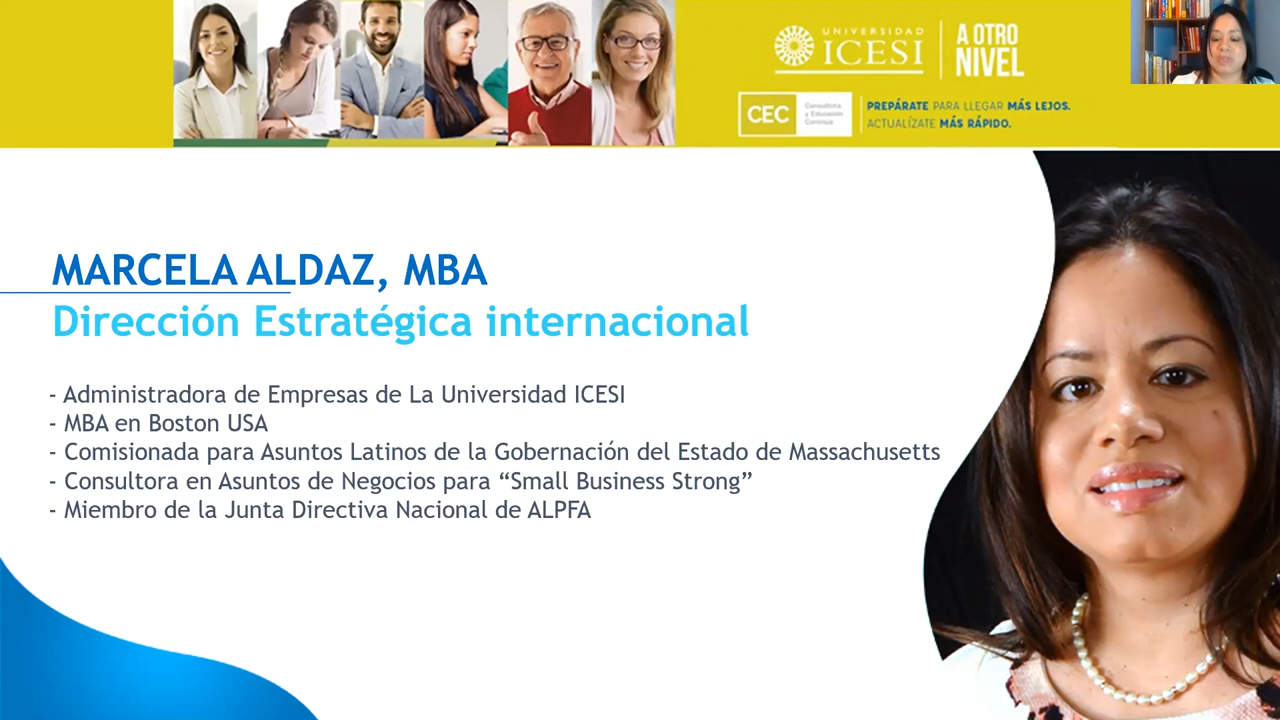 UNIVERSIDAD
ICESI
A OTRO
NIVEL
CEC
Consultoría
y Educación
Continua
PREPÁRATE PARA LLEGAR MÁS LEJOS.
ACTUALÍZATE MÁS RÁPIDO.
MARCELA ALDAZ, MBA
Dirección Estratégica internacional
- Administradora de Empresas de La Universidad ICESI
- MBA en Boston USA
- Comisionada para Asuntos Latinos de la Gobernación del Estado de Massachusetts
- Consultora en Asuntos de Negocios para “Small Business Strong”
- Miembro de la Junta Directiva Nacional de ALPFA